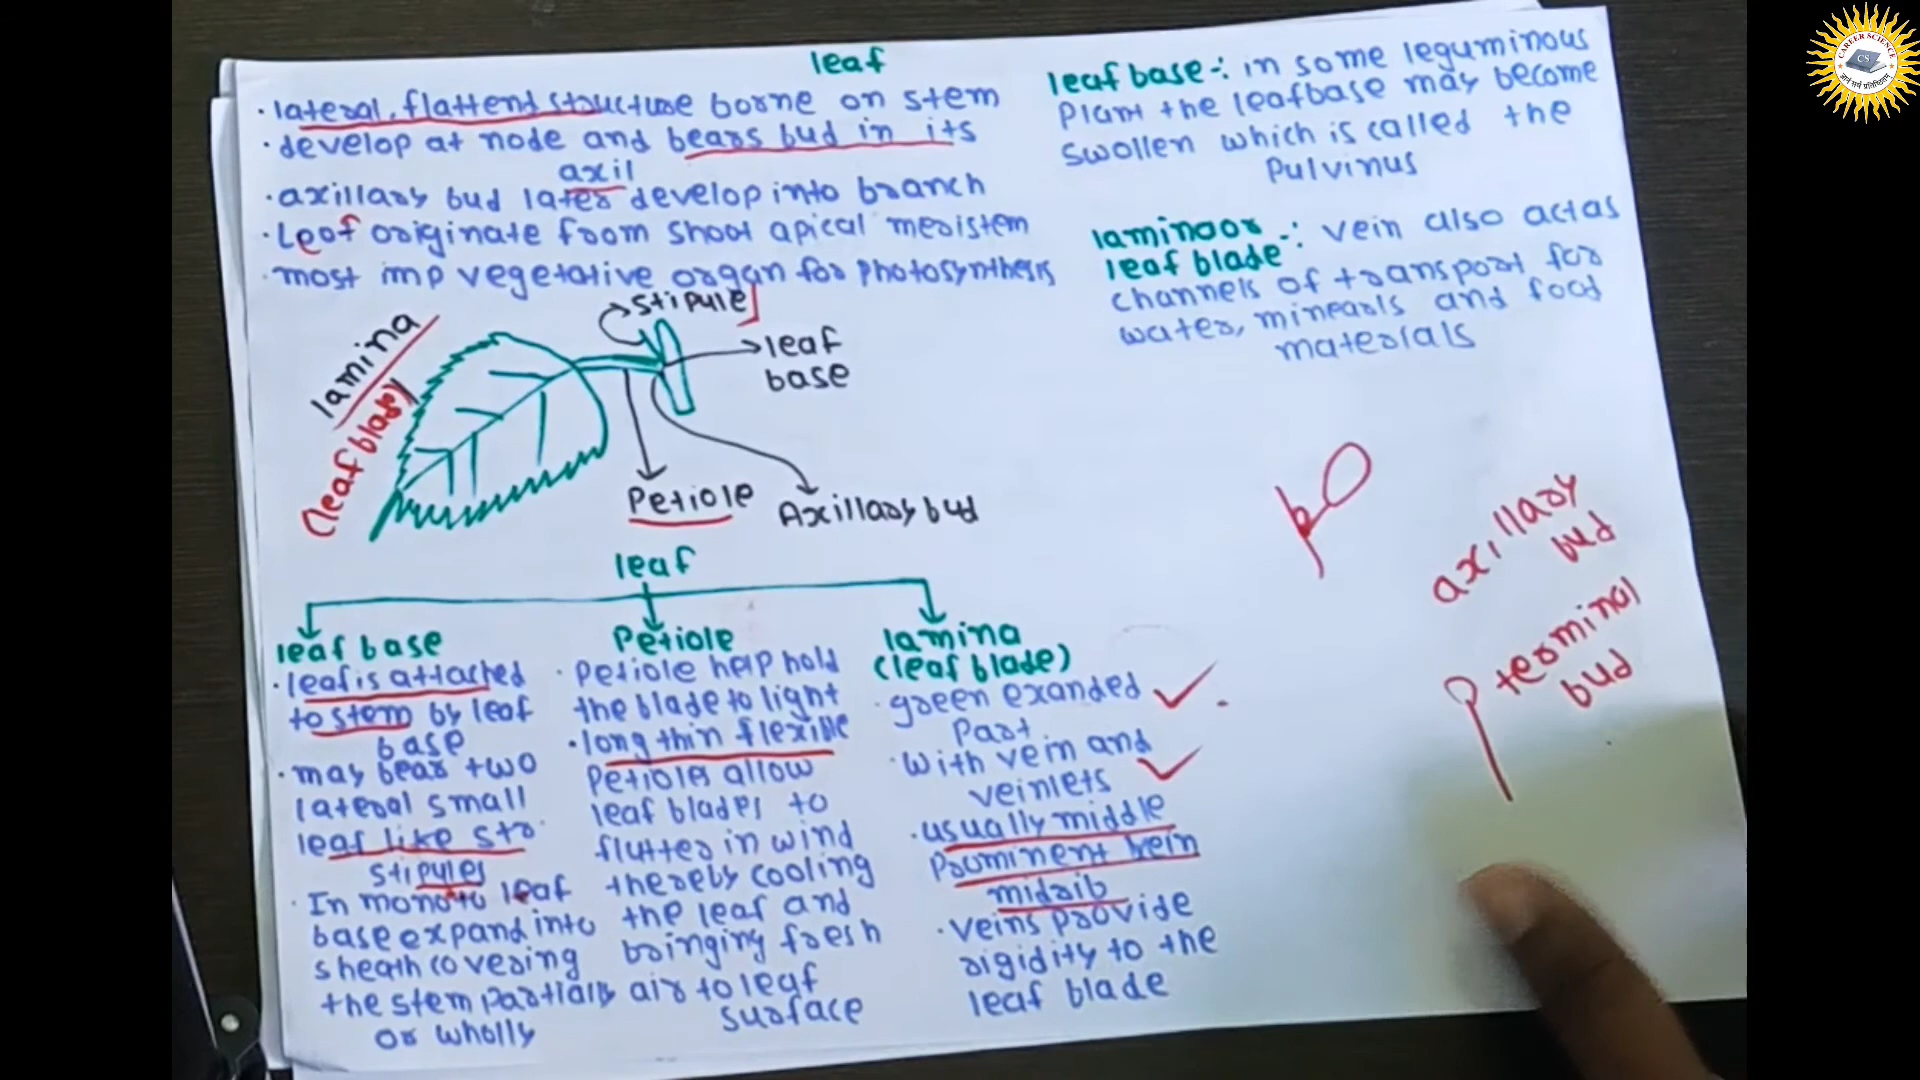 leaf
· lateral, flattend structure borne on stem
· develop at node and bears bud in its
axil
· axillary bud later develop into branch
· Leaf originate from shoot apical meristem
· most imp vegetative organ for photosynthesis
stipule
leaf
base
lamina
(leaf blade)
Petiole
Axillary bud
leaf
leaf base
· leaf is attached
to stem by leaf
base
· may bear two
lateral small
leaf like str.
stipules
· In monoco leaf
base expand into
sheath covering
the stem partially
or wholly
Petiole
· Petiole help hold
the blade to light
· long thin flexible
Petioles allow
leaf blades to
flutter in wind
thereby cooling
the leaf and
bringing fresh
air to leaf
surface
lamina
(leaf blade)
· green exanded
Part
· With vein and
veinlets
· usually middle
Prominent vein
midrib
· veins provide
rigidity to the
leaf blade
leaf base -: in some leguminous
Plant the leafbase may become
swollen which is called the
Pulvinus
lamina or
leaf blade -: vein also act as
channels of transport for
water, minearls and food
materials
axillary
bud
terminal
bud
CAREER SCIENCE
CS